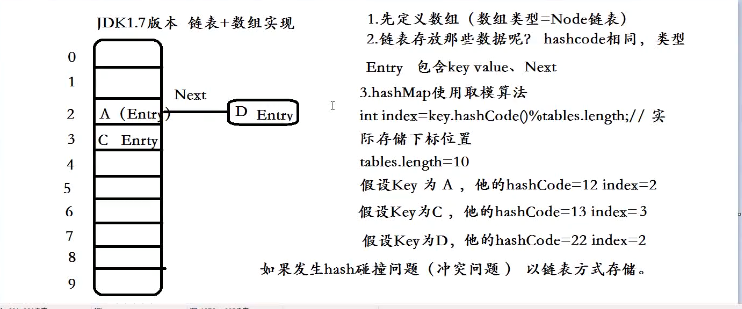 JDK1.7版本 链表+数组实现
0
1
2
3
4
5
6
7
8
9
A (Entry)
Next
D Entry
C Enrty
1.先定义数组（数组类型=Node链表）
2.链表存放那些数据呢？ hashcode相同，类型
Entry 包含key value、Next
3.hashMap使用取模算法
int index=key.hashCode()%tables.length;// 实
际存储下标位置
tables.length=10
假设Key 为 A ，他的hashCode=12 index=2
假设Key为C ，他的hashCode=13 index=3
假设Key为D，他的hashCode=22 index=2
如果发生hash碰撞问题（冲突问题） 以链表方式存储。